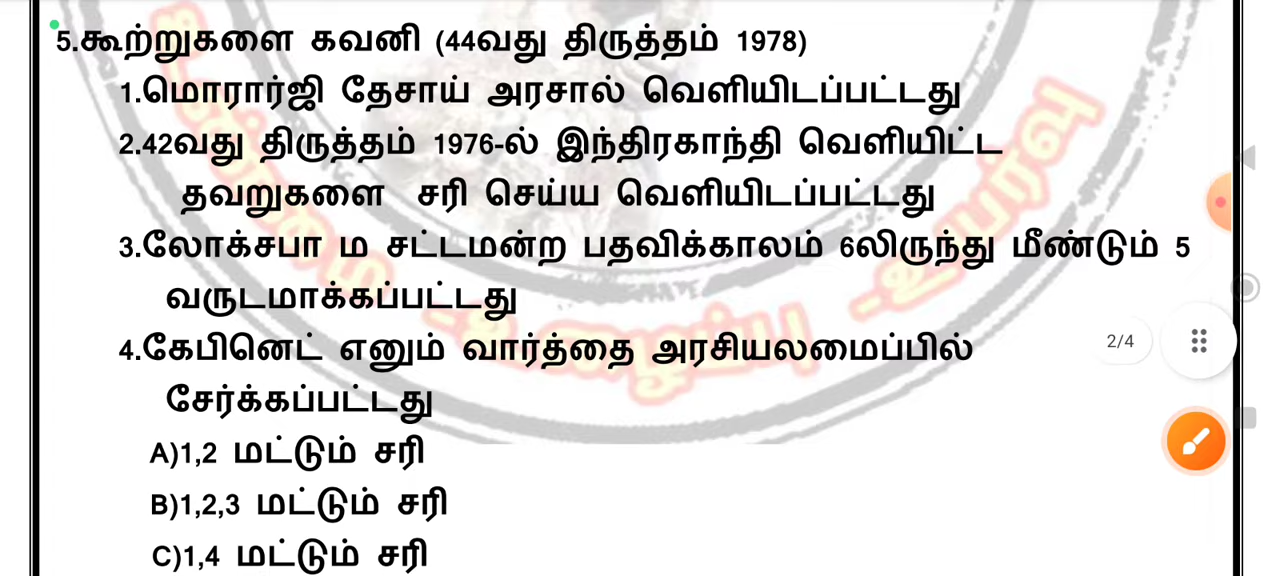 5.கூற்றுகளை கவனி (44வது திருத்தம் 1978)
1.மொரார்ஜி தேசாய் அரசால் வெளியிடப்பட்டது
2.42வது திருத்தம் 1976-ல் இந்திரகாந்தி வெளியிட்ட
தவறுகளை சரி செய்ய வெளியிடப்பட்டது
3.லோக்சபா ம சட்டமன்ற பதவிக்காலம் 6லிருந்து மீண்டும் 5
வருடமாக்கப்பட்டது
4.கேபினெட் எனும் வார்த்தை அரசியலமைப்பில்
2/4
சேர்க்கப்பட்டது
A)1,2 மட்டும் சரி
B)1,2,3 மட்டும் சரி
C)1,4 மட்டும் சரி
-உழைப்பு -உயர்வு